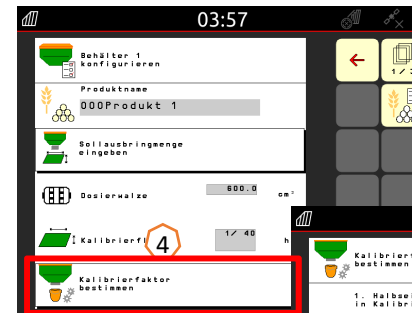 03:57
Behälter 1
konfigurieren
1/
Produktname
000Produkt 1
Sollausbringmenge
eingeben
Dosierwalze 600.0 cm³
Kalibrierfl 1/ 40 h
4
Kalibrierfaktor
bestimmen
Kalibrierf
bestimmen
1. Halbse
in Kalibri